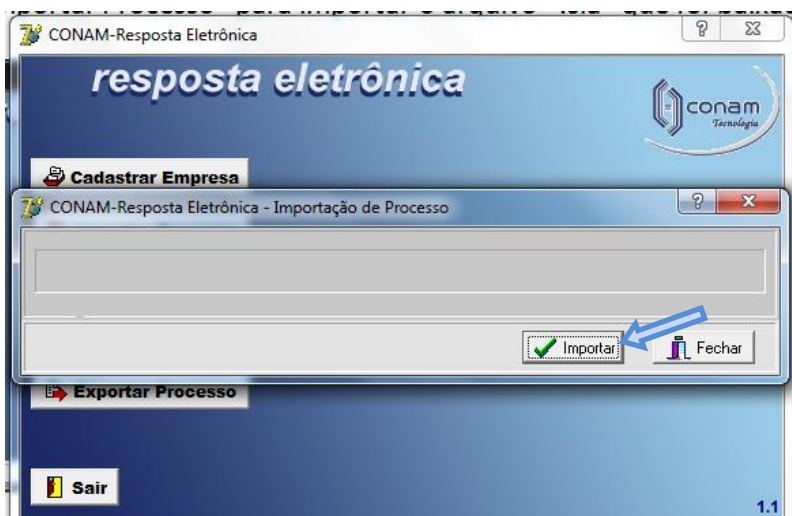 CONAM-Resposta Eletrônica
resposta eletrônica
conam
Tecnologia
Cadastrar Empresa
CONAM-Resposta Eletrônica - Importação de Processo
Importar
Fechar
Exportar Processo
Sair
1.1